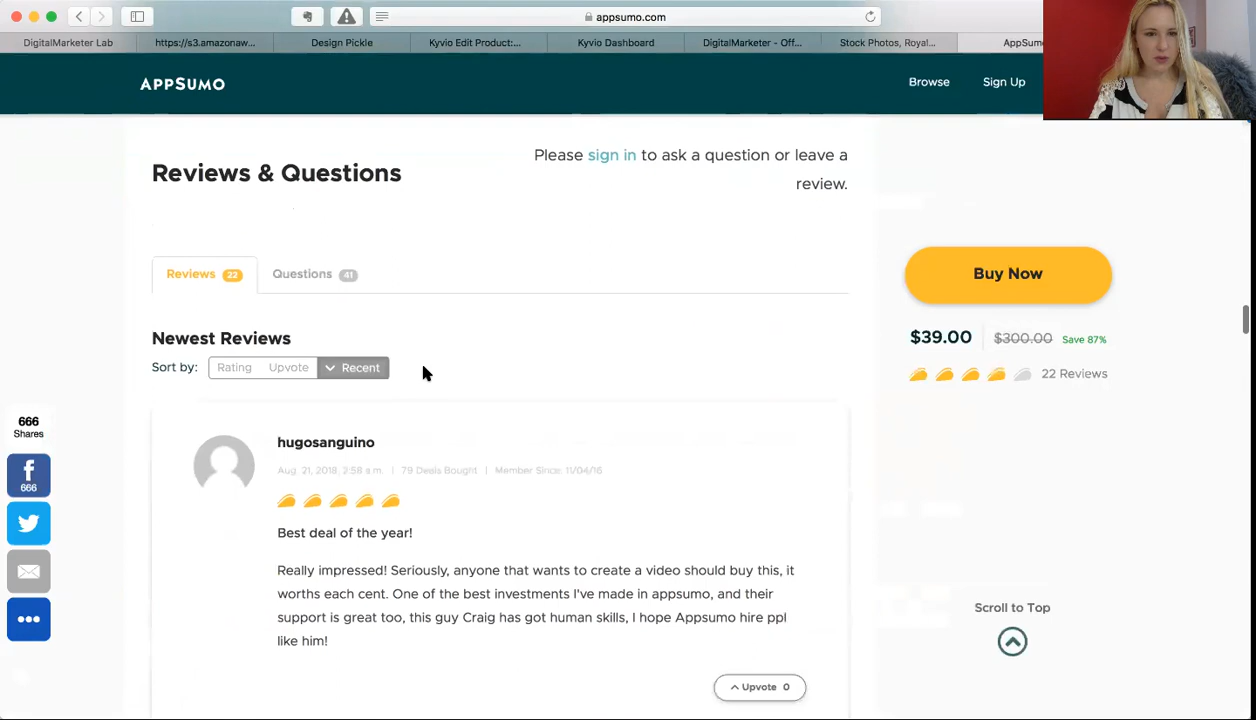 appsumo.com
DigitalMarketer Lab
https://s3.amazonaw...
Design Pickle
Kyvio Edit Product:...
Kyvio Dashboard
DigitalMarketer - Off...
Stock Photos, Royal...
AppSumo
APPSUMO
Browse
Sign Up
Reviews & Questions
Please sign in to ask a question or leave a
review.
Reviews 22
Questions 41
Newest Reviews
Sort by: Rating Upvote Recent
hugosanguino
Aug. 21, 2018, 2:58 a.m. | 79 Deals Bought | Member Since: 11/04/16
Best deal of the year!
Really impressed! Seriously, anyone that wants to create a video should buy this, it
worths each cent. One of the best investments I've made in appsumo, and their
support is great too, this guy Craig has got human skills, I hope Appsumo hire ppl
like him!
Upvote 0
Buy Now
$39.00 $300.00 Save 87%
22 Reviews
Scroll to Top
666
Shares
666